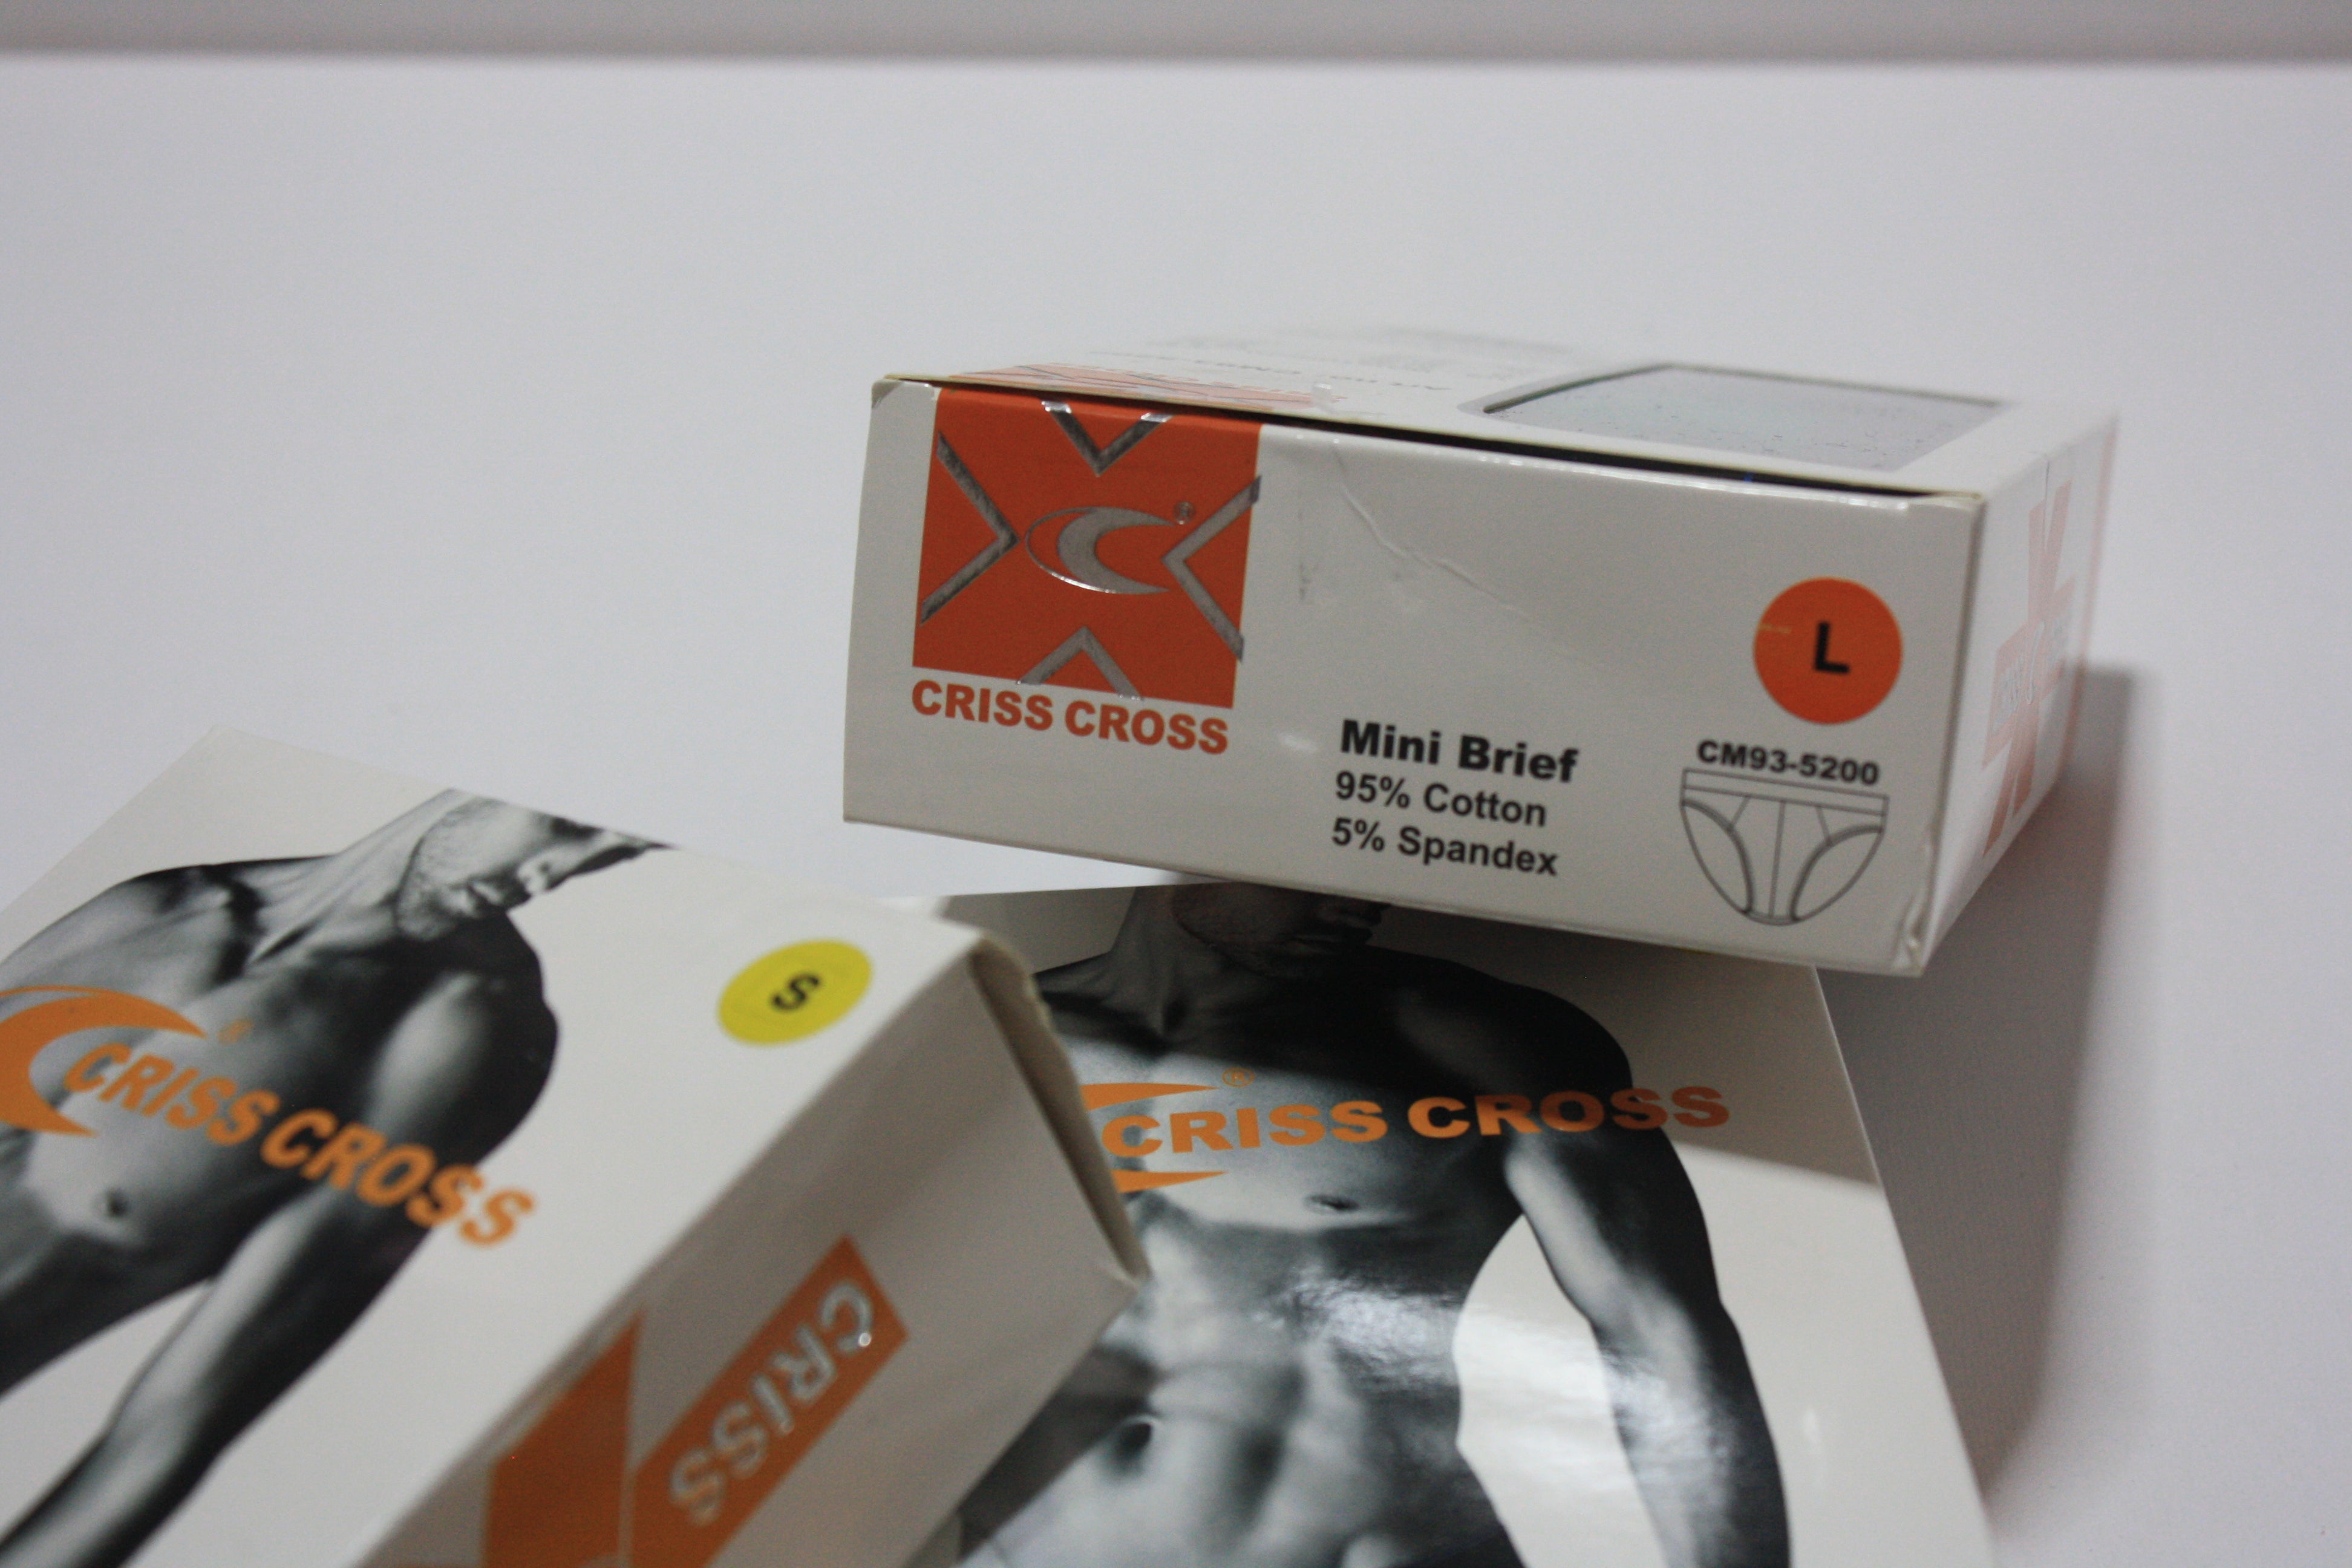 ®
CRISS CROSS
L
Mini Brief
95% Cotton
5% Spandex
CM93-5200
S
®
CRISS CROSS
®
CRISS CROSS
CRISS